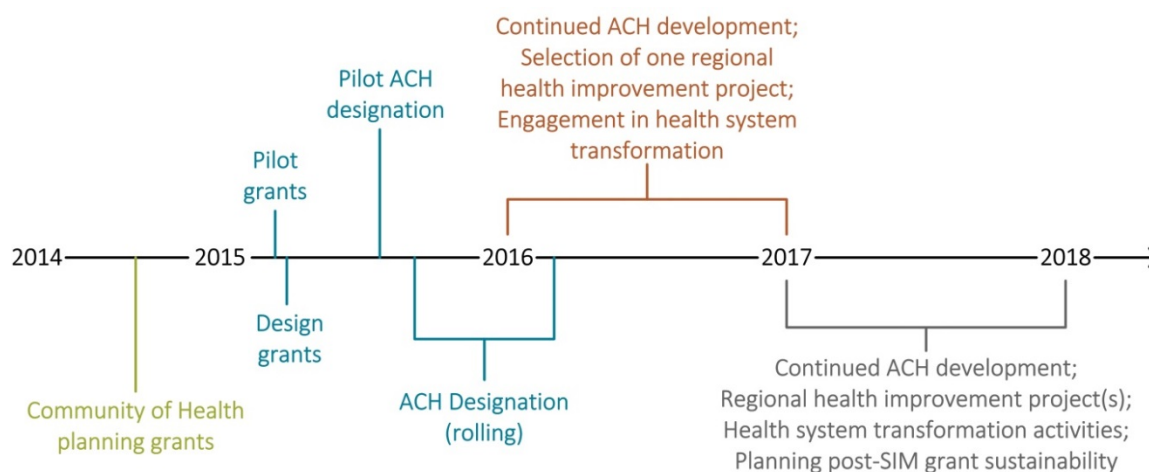 Continued ACH development;
Selection of one regional
health improvement project;
Engagement in health system
transformation
Pilot ACH
designation
Pilot
grants
2014 2015 2016 2017 2018
Design
grants
Community of Health
planning grants
ACH Designation
(rolling)
Continued ACH development;
Regional health improvement project(s);
Health system transformation activities;
Planning post-SIM grant sustainability